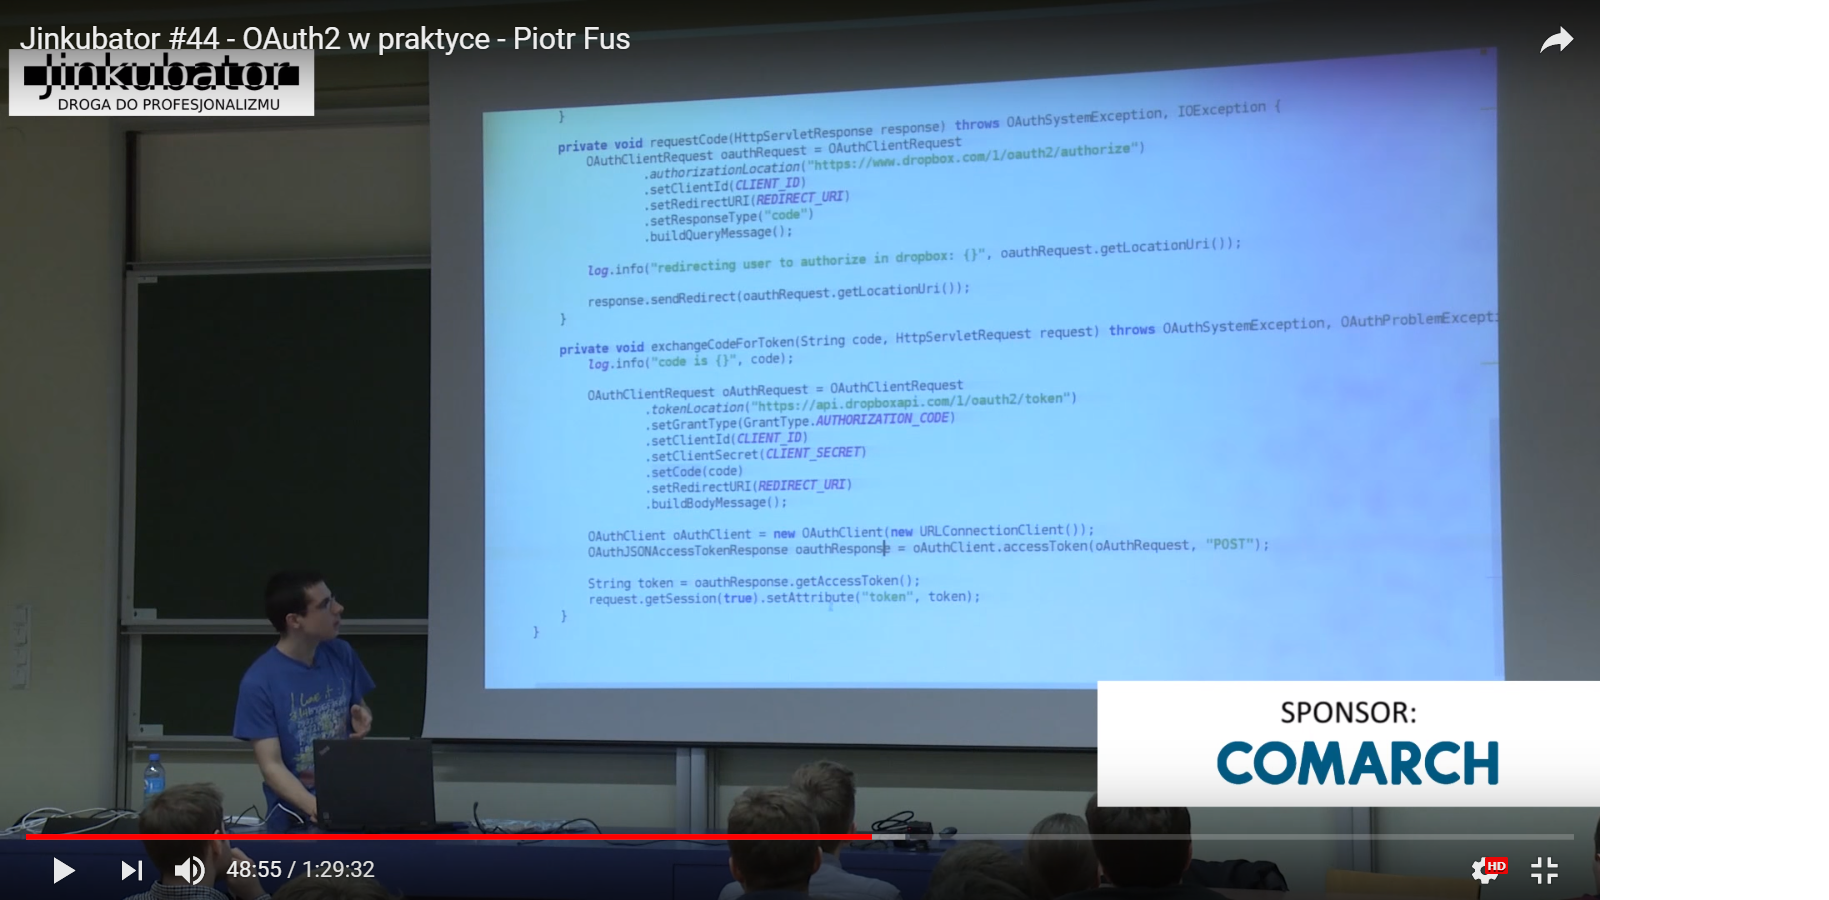 Jinkubator #44 - OAuth2 w praktyce - Piotr Fus
Jinkubator
DROGA DO PROFESJONALIZMU
}
private void requestCode(HttpServletResponse response) throws OAuthSystemException, IOException {
OAuthClientRequest oauthRequest = OAuthClientRequest
.authorizationLocation("https://www.dropbox.com/1/oauth2/authorize")
.setClientId(CLIENT_ID)
.setRedirectURI(REDIRECT_URI)
.setResponseType("code")
.buildQueryMessage();
log.info("redirecting user to authorize in dropbox: {}", oauthRequest.getLocationUri());
response.sendRedirect(oauthRequest.getLocationUri());
}
private void exchangeCodeForToken(String code, HttpServletRequest request) throws OAuthSystemException, OAuthProblemExcepti
log.info("code is {}", code);
OAuthClientRequest oAuthRequest = OAuthClientRequest
.tokenLocation("https://api.dropboxapi.com/1/oauth2/token")
.setGrantType(GrantType.AUTHORIZATION_CODE)
.setClientId(CLIENT_ID)
.setClientSecret(CLIENT_SECRET)
.setCode(code)
.setRedirectURI(REDIRECT_URI)
.buildBodyMessage();
OAuthClient oAuthClient = new OAuthClient(new URLConnectionClient());
OAuthJSONAccessTokenResponse oauthResponse = oAuthClient.accessToken(oAuthRequest, "POST");
String token = oauthResponse.getAccessToken();
request.getSession(true).setAttribute("token", token);
}
}
I Love it
SPONSOR:
COMARCH
48:55 / 1:29:32
HD